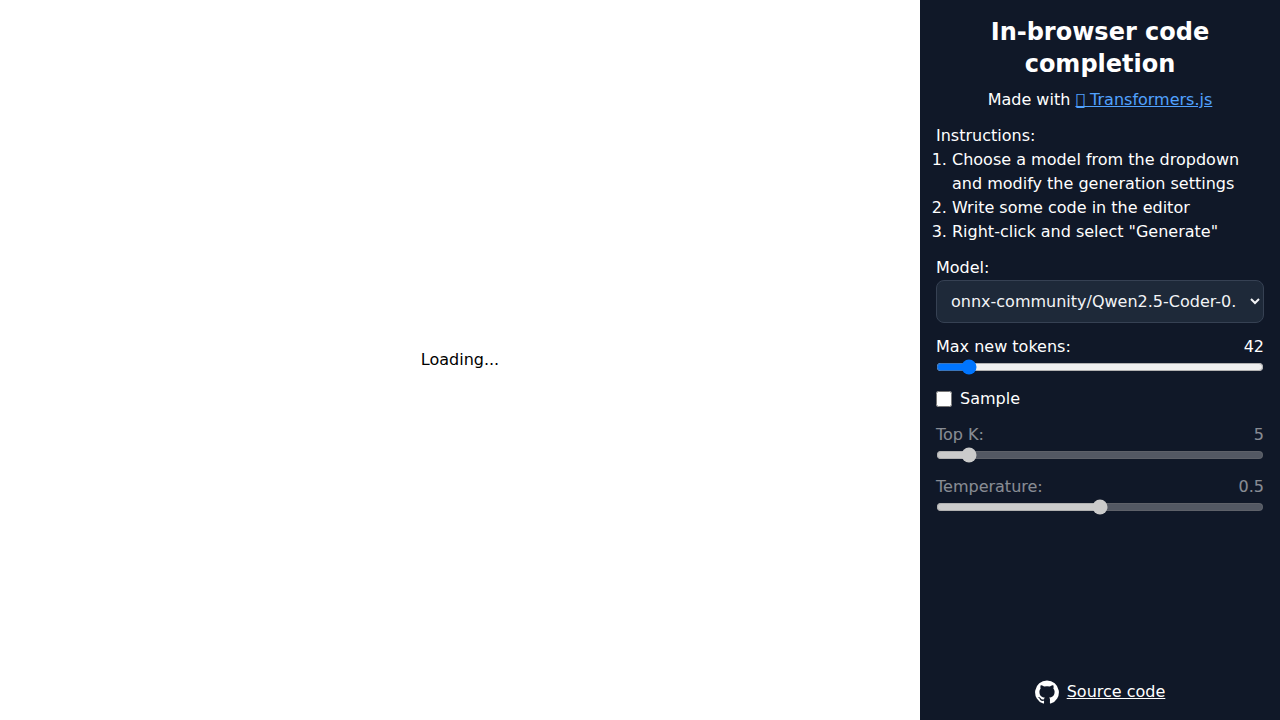 Loading...
In-browser code
completion
Made with Transformers.js
Instructions:
1. Choose a model from the dropdown
and modify the generation settings
2. Write some code in the editor
3. Right-click and select "Generate"
Model:
onnx-community/Qwen2.5-Coder-0.
Max new tokens: 42
Sample
Top K: 5
Temperature: 0.5
Source code